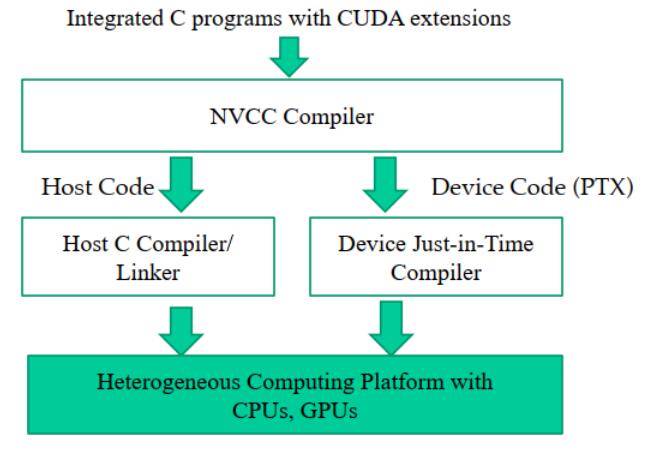 Integrated C programs with CUDA extensions
NVCC Compiler
Host Code
Device Code (PTX)
Host C Compiler/
Linker
Device Just-in-Time
Compiler
Heterogeneous Computing Platform with
CPUs, GPUs